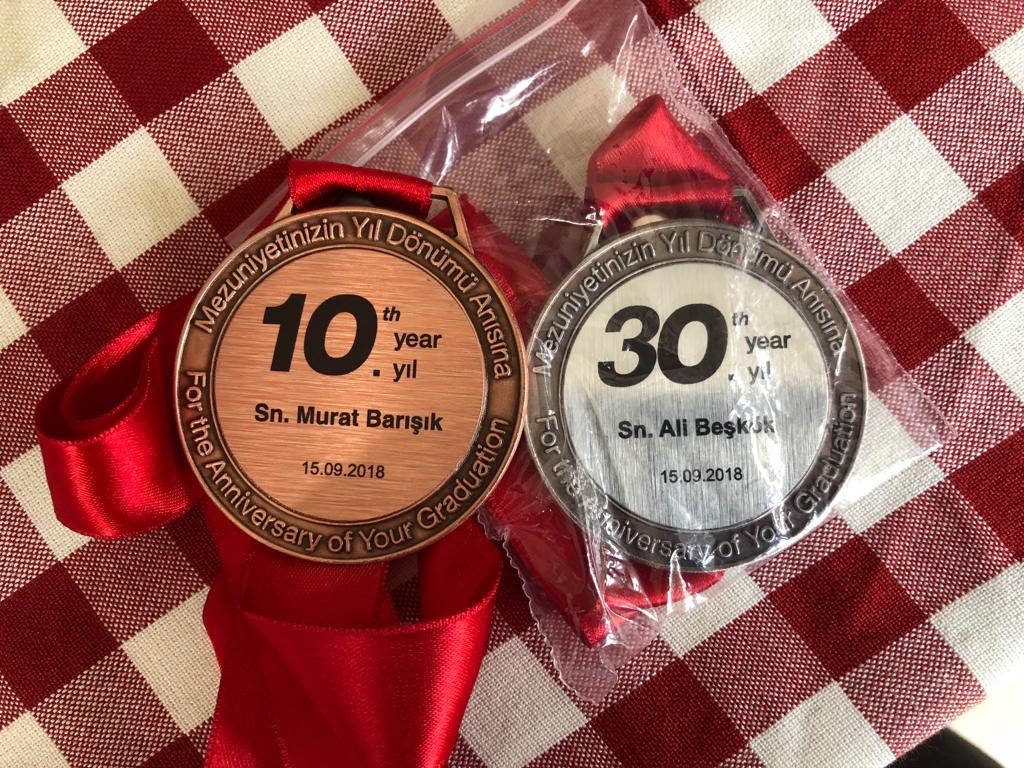 Mezuniyetinizin Yıl Dönümü Anısına
10.
th
year
yıl
Sn. Murat Barışık
15.09.2018
For the Anniversary of Your Graduation
Mezuniyetinizin Yıl Dönümü Anısına
30.
th
year
yıl
Sn. Ali Beşkök
15.09.2018
For the Anniversary of Your Graduation